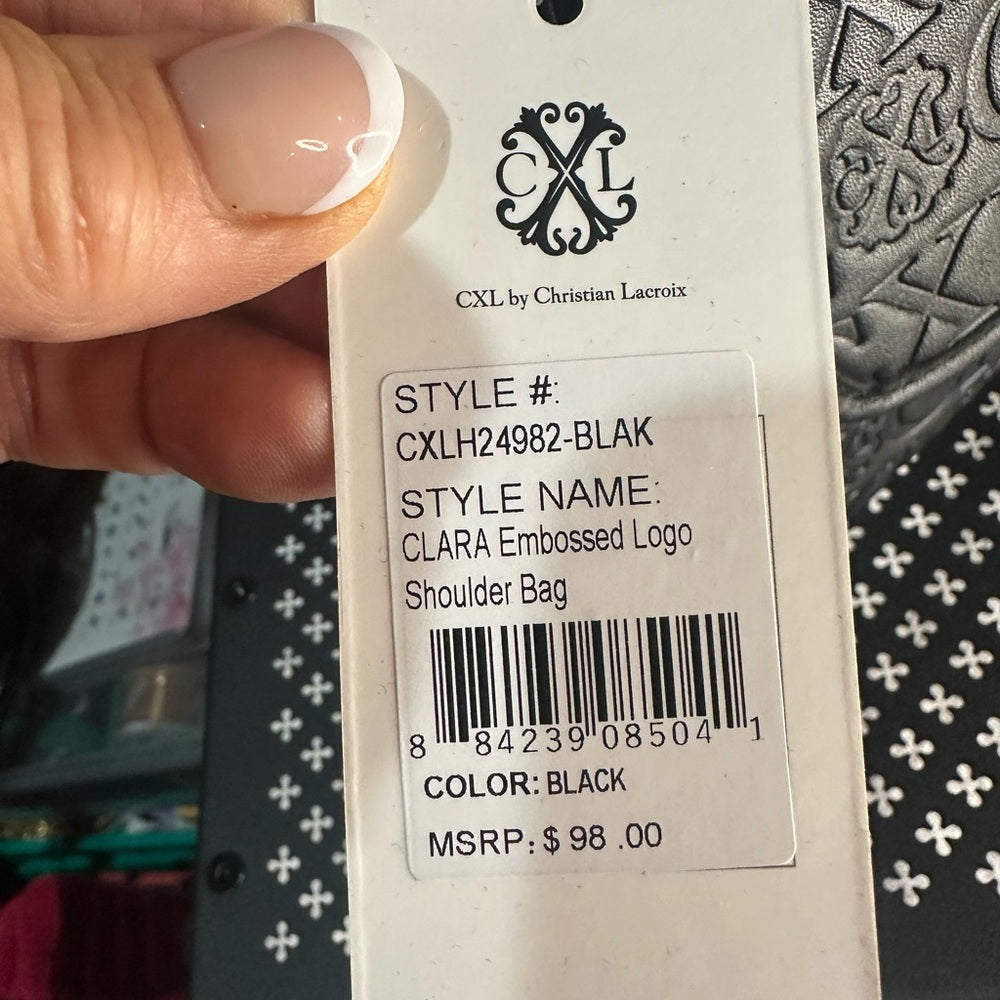 CXL
CXL by Christian Lacroix
STYLE #:
CXLH24982-BLAK
STYLE NAME:
CLARA Embossed Logo
Shoulder Bag
8 84239 08504 1
COLOR: BLACK
MSRP: $ 98 .00